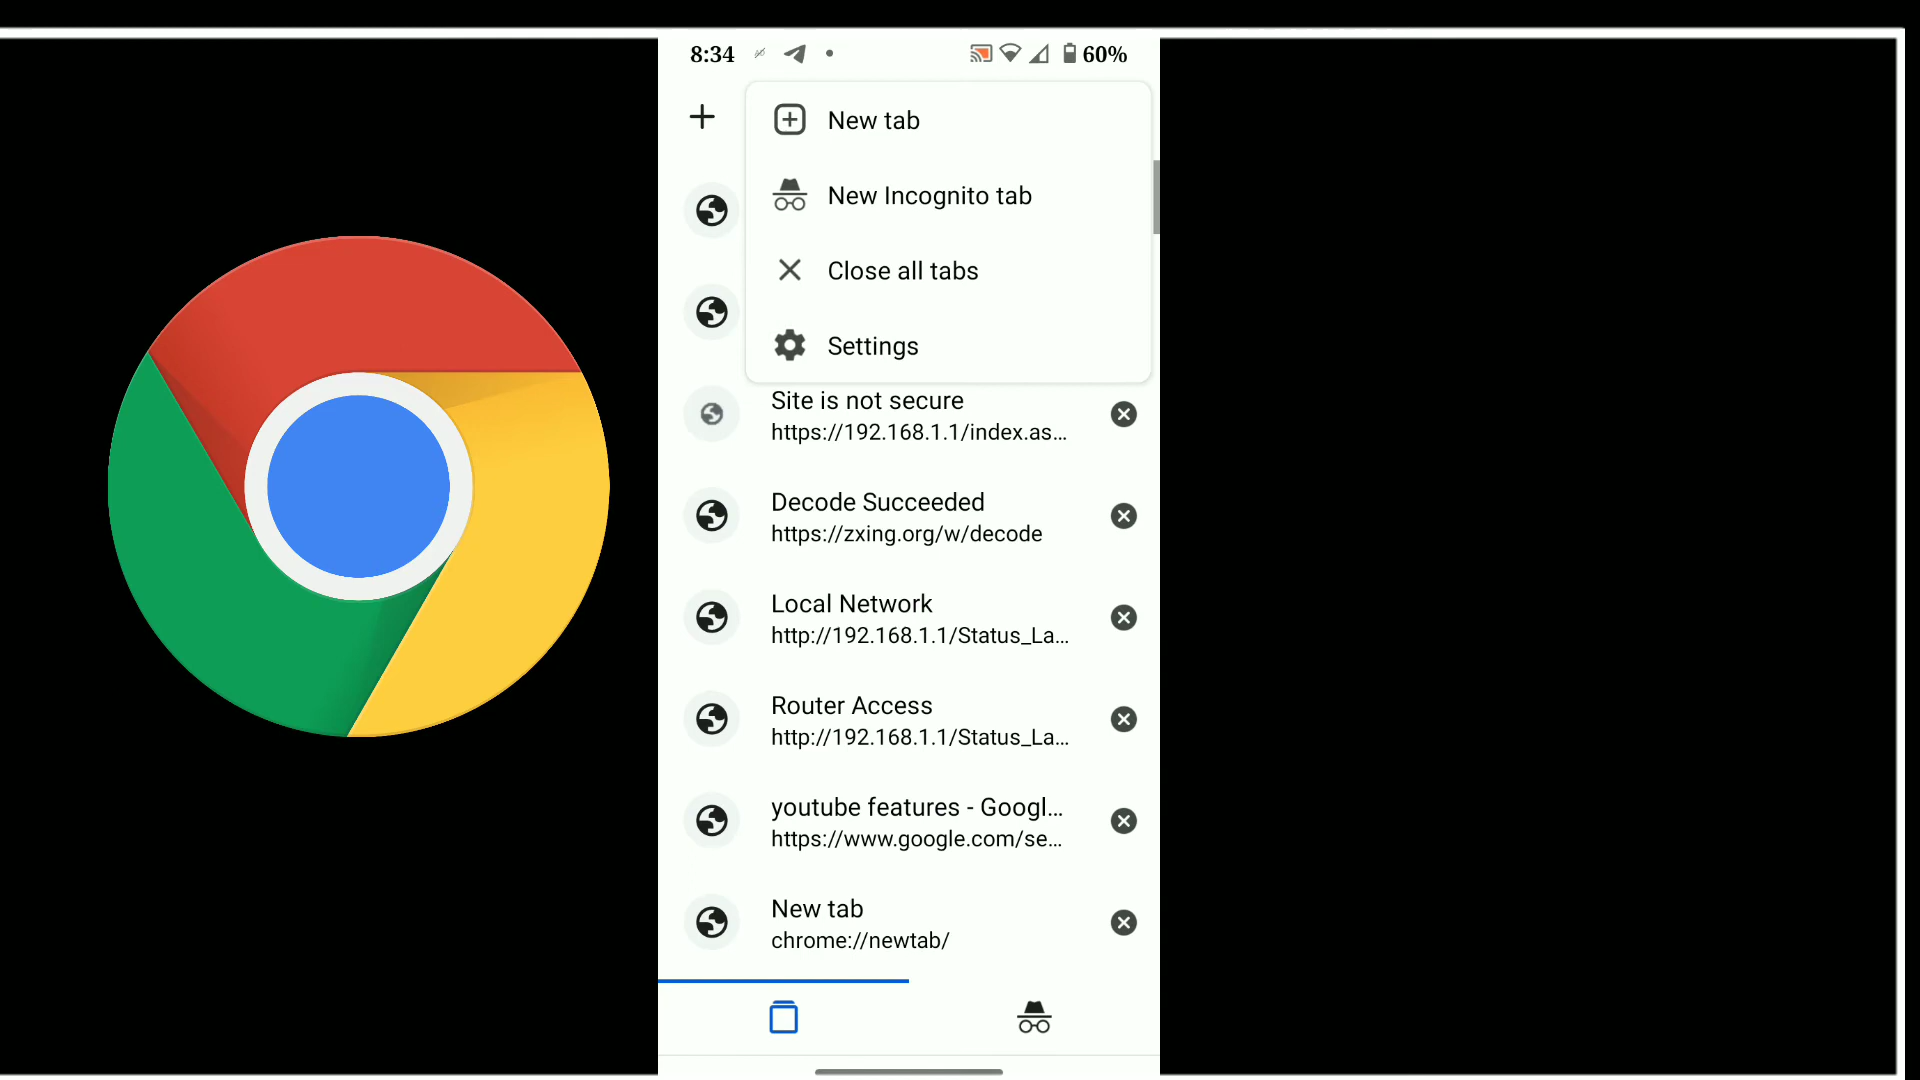 8:34
60%
New tab
New Incognito tab
Close all tabs
Settings
Site is not secure
https://192.168.1.1/index.as...
Decode Succeeded
https://zxing.org/w/decode
Local Network
http://192.168.1.1/Status_La...
Router Access
http://192.168.1.1/Status_La...
youtube features - Googl...
https://www.google.com/se...
New tab
chrome://newtab/